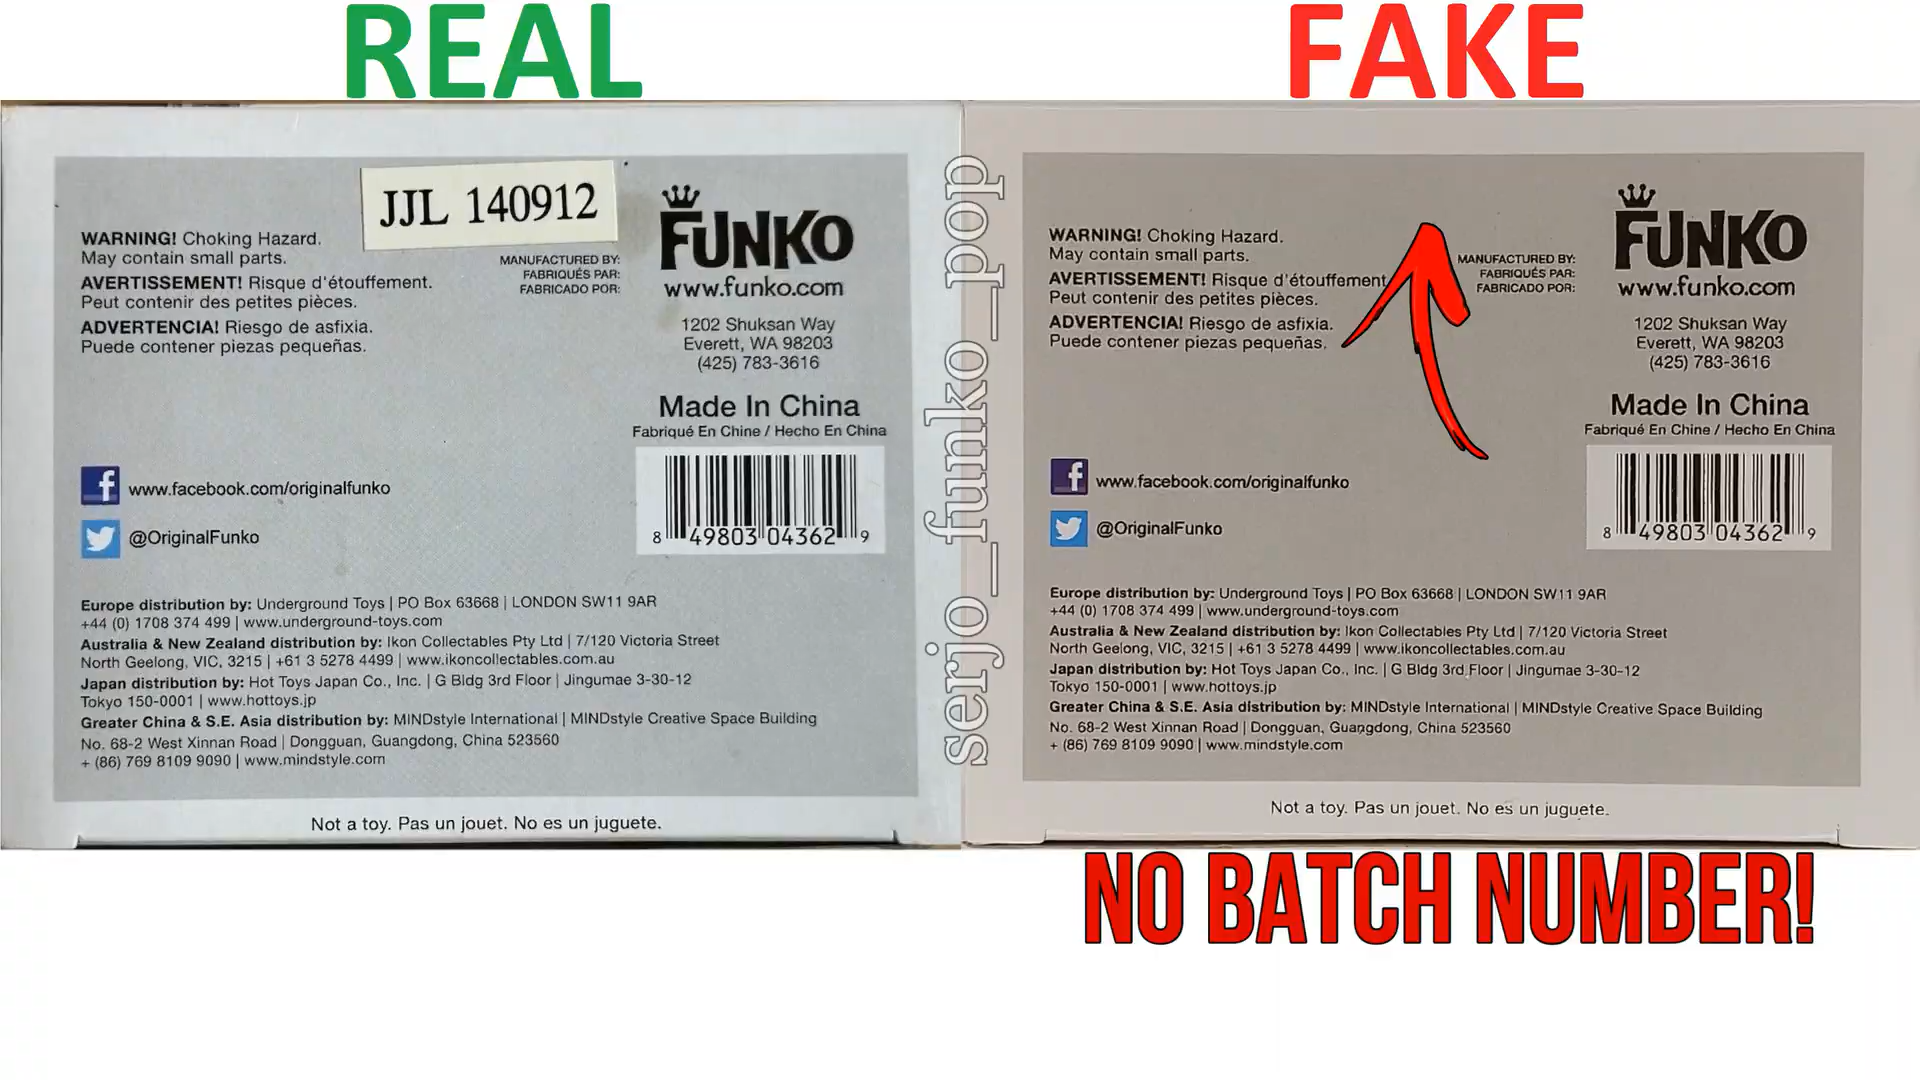 REAL
JJL 140912
FUNKO
www.funko.com
WARNING! Choking Hazard.
May contain small parts.
AVERTISSEMENT! Risque d'étouffement.
Peut contenir des petites pièces.
ADVERTENCIA! Riesgo de asfixia.
Puede contener piezas pequeñas.
MANUFACTURED BY:
FABRIQUÉS PAR:
FABRICADO POR:
1202 Shuksan Way
Everett, WA 98203
(425) 783-3616
Made In China
Fabriqué En Chine / Hecho En China
8 49803 04362 9
f www.facebook.com/originalfunko
@OriginalFunko
Europe distribution by: Underground Toys | PO Box 63668 | LONDON SW11 9AR
+44 (0) 1708 374 499 | www.underground-toys.com
Australia & New Zealand distribution by: Ikon Collectables Pty Ltd | 7/120 Victoria Street
North Geelong, VIC, 3215 | +61 3 5278 4499 | www.ikoncollectables.com.au
Japan distribution by: Hot Toys Japan Co., Inc. | G Bldg 3rd Floor | Jingumae 3-30-12
Tokyo 150-0001 | www.hottoys.jp
Greater China & S.E. Asia distribution by: MINDstyle International | MINDstyle Creative Space Building
No. 68-2 West Xinnan Road | Dongguan, Guangdong, China 523560
+ (86) 769 8109 9090 | www.mindstyle.com
Not a toy. Pas un jouet. No es un juguete.
serjo_funko_pop
FAKE
FUNKO
www.funko.com
WARNING! Choking Hazard.
May contain small parts.
AVERTISSEMENT! Risque d'étouffement
Peut contenir des petites pièces.
ADVERTENCIA! Riesgo de asfixia.
Puede contener piezas pequeñas.
MANUFACTURED BY:
FABRIQUÉS PAR:
FABRICADO POR:
1202 Shuksan Way
Everett, WA 98203
(425) 783-3616
Made In China
Fabriqué En Chine / Hecho En China
8 49803 04362 9
f www.facebook.com/originalfunko
@OriginalFunko
Europe distribution by: Underground Toys | PO Box 63668 | LONDON SW11 9AR
+44 (0) 1708 374 499 | www.underground-toys.com
Australia & New Zealand distribution by: Ikon Collectables Pty Ltd | 7/120 Victoria Street
North Geelong, VIC, 3215 | +61 3 5278 4499 | www.ikoncollectables.com.au
Japan distribution by: Hot Toys Japan Co., Inc. | G Bldg 3rd Floor | Jingumae 3-30-12
Tokyo 150-0001 | www.hottoys.jp
Greater China & S.E. Asia distribution by: MINDstyle International | MINDstyle Creative Space Building
No. 68-2 West Xinnan Road | Dongguan, Guangdong, China 523560
+ (86) 769 8109 9090 | www.mindstyle.com
Not a toy. Pas un jouet. No es un juguete.
NO BATCH NUMBER!